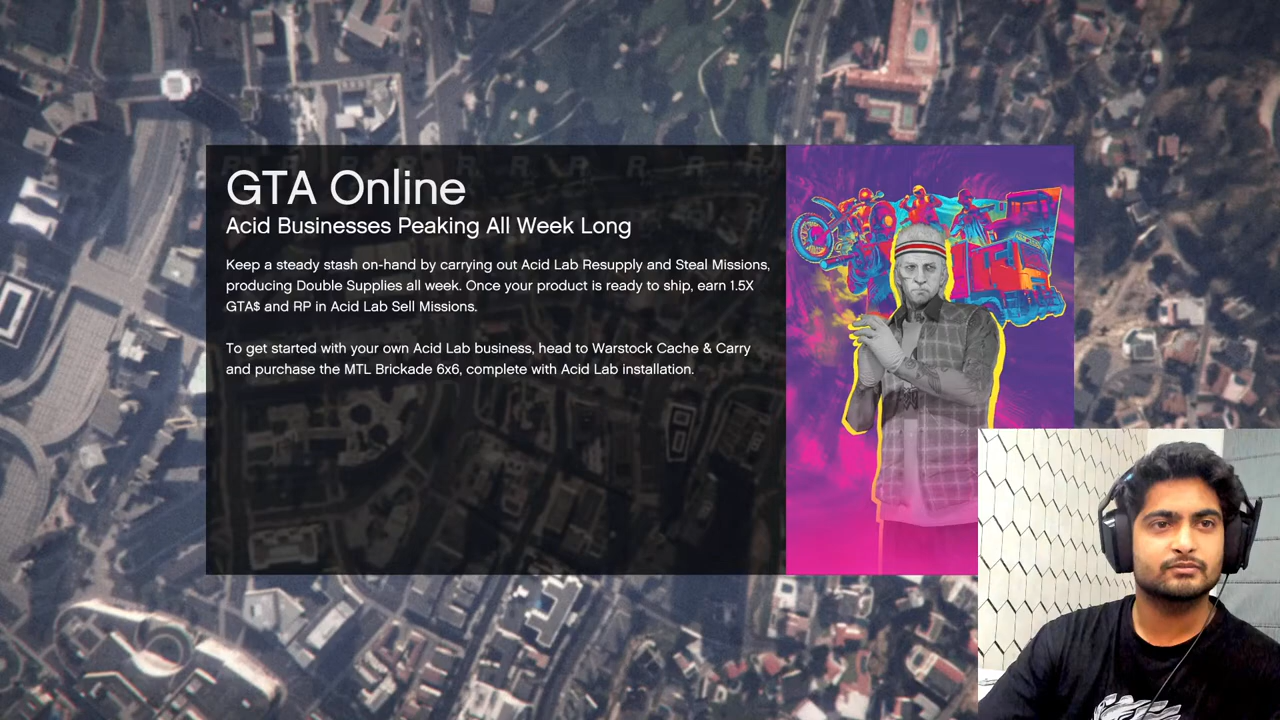 GTA Online
Acid Businesses Peaking All Week Long
Keep a steady stash on-hand by carrying out Acid Lab Resupply and Steal Missions,
producing Double Supplies all week. Once your product is ready to ship, earn 1.5X
GTA$ and RP in Acid Lab Sell Missions.
To get started with your own Acid Lab business, head to Warstock Cache & Carry
and purchase the MTL Brickade 6x6, complete with Acid Lab installation.